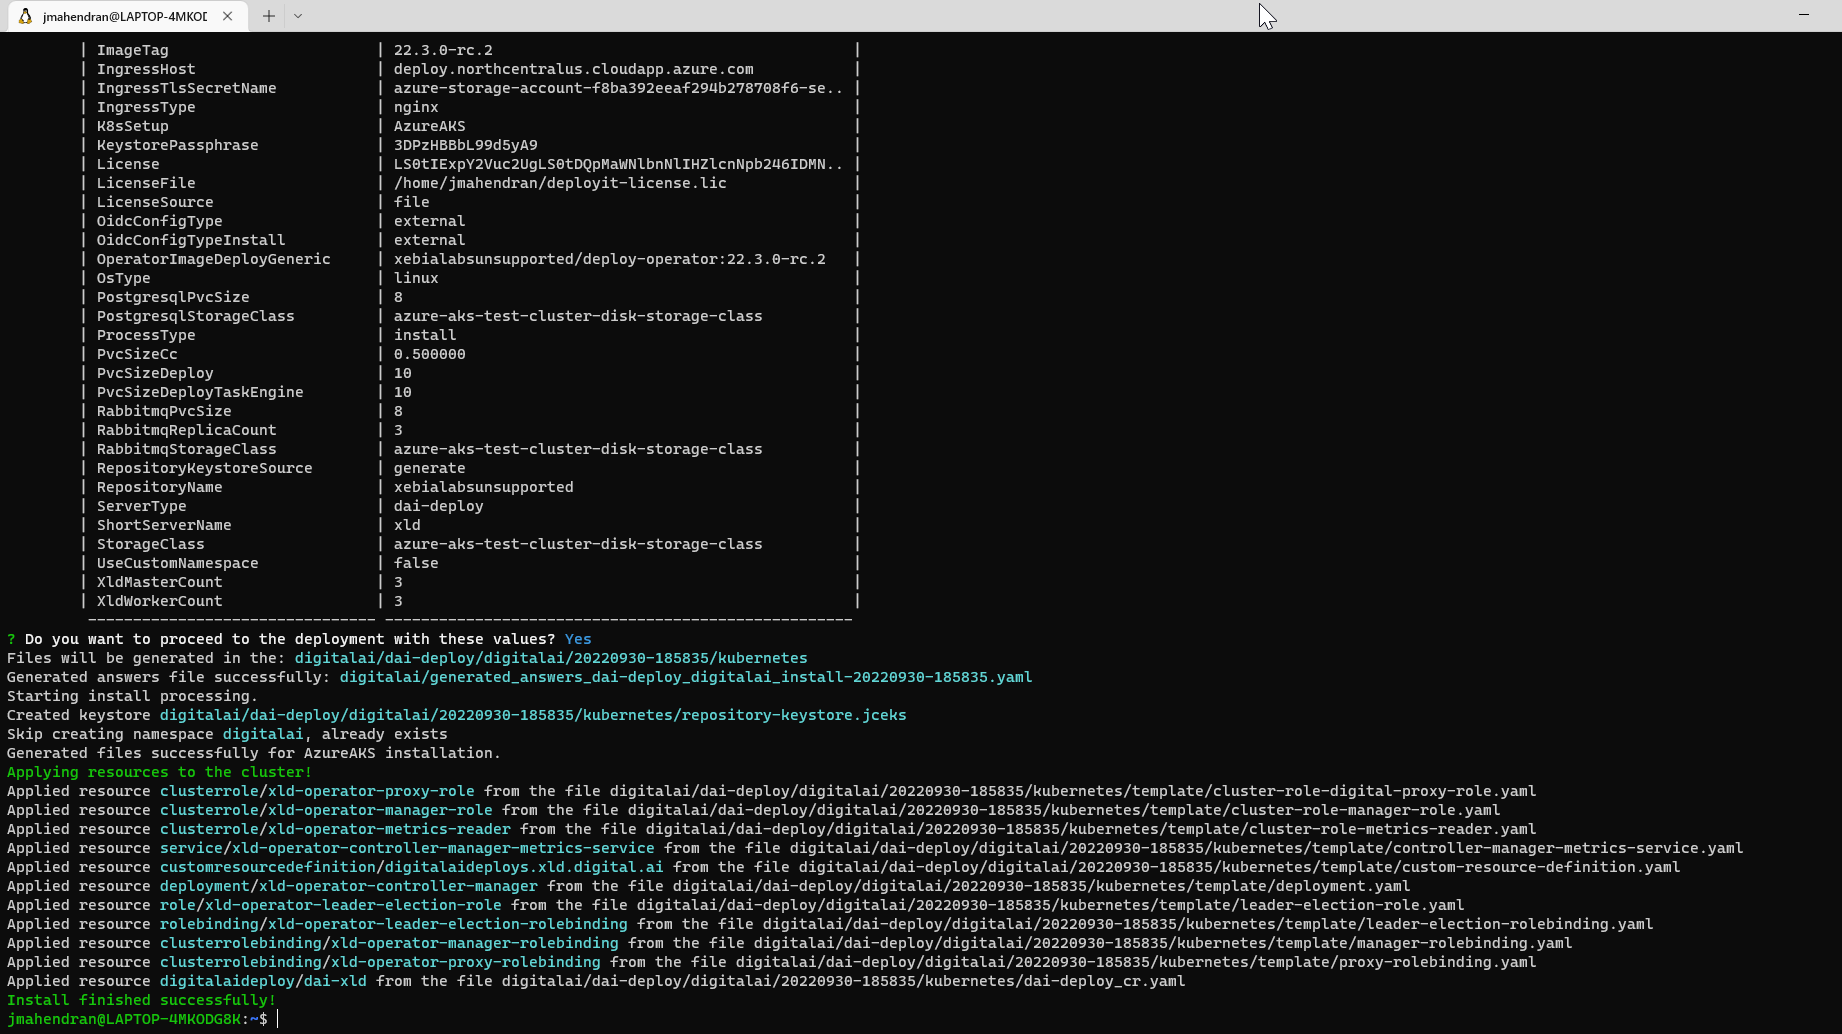 jmahendran@LAPTOP-4MKOD
| ImageTag | 22.3.0-rc.2 |
| IngressHost | deploy.northcentralus.cloudapp.azure.com |
| IngressTlsSecretName | azure-storage-account-f8ba392eeaf294b278708f6-se.. |
| IngressType | nginx |
| K8sSetup | AzureAKS |
| KeystorePassphrase | 3DPzHBBbL99d5yA9 |
| License | LS0tIExpY2Vuc2UgLS0tDQpMaWNlbnNlIHZlcnNpb246IDMN.. |
| LicenseFile | /home/jmahendran/deployit-license.lic |
| LicenseSource | file |
| OidcConfigType | external |
| OidcConfigTypeInstall | external |
| OperatorImageDeployGeneric | xebialabsunsupported/deploy-operator:22.3.0-rc.2 |
| OsType | linux |
| PostgresqlPvcSize | 8 |
| PostgresqlStorageClass | azure-aks-test-cluster-disk-storage-class |
| ProcessType | install |
| PvcSizeCc | 0.500000 |
| PvcSizeDeploy | 10 |
| PvcSizeDeployTaskEngine | 10 |
| RabbitmqPvcSize | 8 |
| RabbitmqReplicaCount | 3 |
| RabbitmqStorageClass | azure-aks-test-cluster-disk-storage-class |
| RepositoryKeystoreSource | generate |
| RepositoryName | xebialabsunsupported |
| ServerType | dai-deploy |
| ShortServerName | xld |
| StorageClass | azure-aks-test-cluster-disk-storage-class |
| UseCustomNamespace | false |
| XldMasterCount | 3 |
| XldWorkerCount | 3 |
-------------------------------- ----------------------------------------------------
? Do you want to proceed to the deployment with these values? Yes
Files will be generated in the: digitalai/dai-deploy/digitalai/20220930-185835/kubernetes
Generated answers file successfully: digitalai/generated_answers_dai-deploy_digitalai_install-20220930-185835.yaml
Starting install processing.
Created keystore digitalai/dai-deploy/digitalai/20220930-185835/kubernetes/repository-keystore.jceks
Skip creating namespace digitalai, already exists
Generated files successfully for AzureAKS installation.
Applying resources to the cluster!
Applied resource clusterrole/xld-operator-proxy-role from the file digitalai/dai-deploy/digitalai/20220930-185835/kubernetes/template/cluster-role-digital-proxy-role.yaml
Applied resource clusterrole/xld-operator-manager-role from the file digitalai/dai-deploy/digitalai/20220930-185835/kubernetes/template/cluster-role-manager-role.yaml
Applied resource clusterrole/xld-operator-metrics-reader from the file digitalai/dai-deploy/digitalai/20220930-185835/kubernetes/template/cluster-role-metrics-reader.yaml
Applied resource service/xld-operator-controller-manager-metrics-service from the file digitalai/dai-deploy/digitalai/20220930-185835/kubernetes/template/controller-manager-metrics-service.yaml
Applied resource customresourcedefinition/digitalaideploys.xld.digital.ai from the file digitalai/dai-deploy/digitalai/20220930-185835/kubernetes/template/custom-resource-definition.yaml
Applied resource deployment/xld-operator-controller-manager from the file digitalai/dai-deploy/digitalai/20220930-185835/kubernetes/template/deployment.yaml
Applied resource role/xld-operator-leader-election-role from the file digitalai/dai-deploy/digitalai/20220930-185835/kubernetes/template/leader-election-role.yaml
Applied resource rolebinding/xld-operator-leader-election-rolebinding from the file digitalai/dai-deploy/digitalai/20220930-185835/kubernetes/template/leader-election-rolebinding.yaml
Applied resource clusterrolebinding/xld-operator-manager-rolebinding from the file digitalai/dai-deploy/digitalai/20220930-185835/kubernetes/template/manager-rolebinding.yaml
Applied resource clusterrolebinding/xld-operator-proxy-rolebinding from the file digitalai/dai-deploy/digitalai/20220930-185835/kubernetes/template/proxy-rolebinding.yaml
Applied resource digitalaideploy/dai-xld from the file digitalai/dai-deploy/digitalai/20220930-185835/kubernetes/dai-deploy_cr.yaml
Install finished successfully!
jmahendran@LAPTOP-4MKODG8K:~$